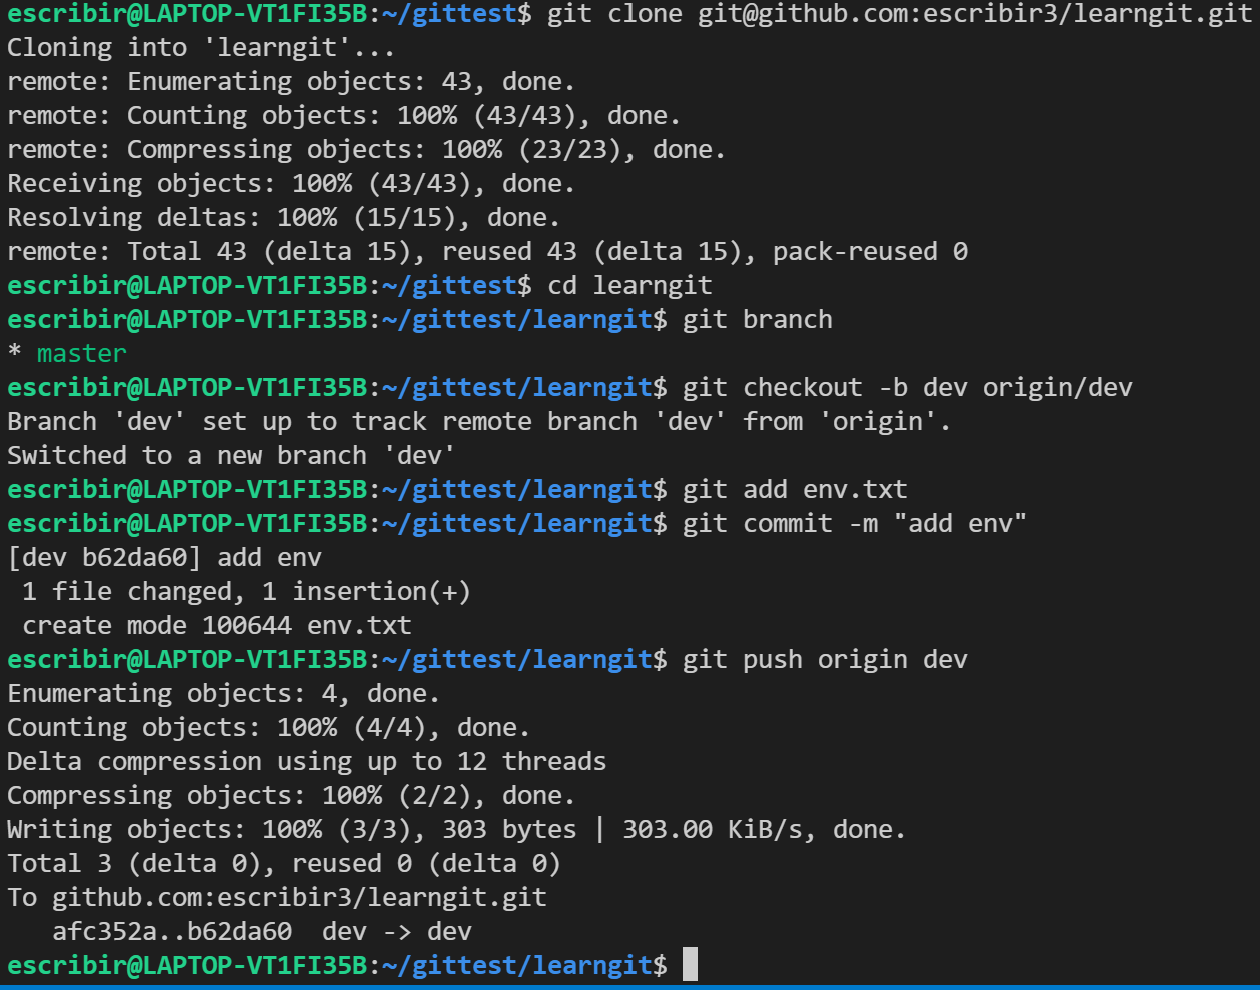 escribir@LAPTOP-VT1FI35B:~/gittest$ git clone git@github.com:escribir3/learngit.git
Cloning into 'learngit'...
remote: Enumerating objects: 43, done.
remote: Counting objects: 100% (43/43), done.
remote: Compressing objects: 100% (23/23), done.
Receiving objects: 100% (43/43), done.
Resolving deltas: 100% (15/15), done.
remote: Total 43 (delta 15), reused 43 (delta 15), pack-reused 0
escribir@LAPTOP-VT1FI35B:~/gittest$ cd learngit
escribir@LAPTOP-VT1FI35B:~/gittest/learngit$ git branch
* master
escribir@LAPTOP-VT1FI35B:~/gittest/learngit$ git checkout -b dev origin/dev
Branch 'dev' set up to track remote branch 'dev' from 'origin'.
Switched to a new branch 'dev'
escribir@LAPTOP-VT1FI35B:~/gittest/learngit$ git add env.txt
escribir@LAPTOP-VT1FI35B:~/gittest/learngit$ git commit -m "add env"
[dev b62da60] add env
 1 file changed, 1 insertion(+)
 create mode 100644 env.txt
escribir@LAPTOP-VT1FI35B:~/gittest/learngit$ git push origin dev
Enumerating objects: 4, done.
Counting objects: 100% (4/4), done.
Delta compression using up to 12 threads
Compressing objects: 100% (2/2), done.
Writing objects: 100% (3/3), 303 bytes | 303.00 KiB/s, done.
Total 3 (delta 0), reused 0 (delta 0)
To github.com:escribir3/learngit.git
   afc352a..b62da60  dev -> dev
escribir@LAPTOP-VT1FI35B:~/gittest/learngit$